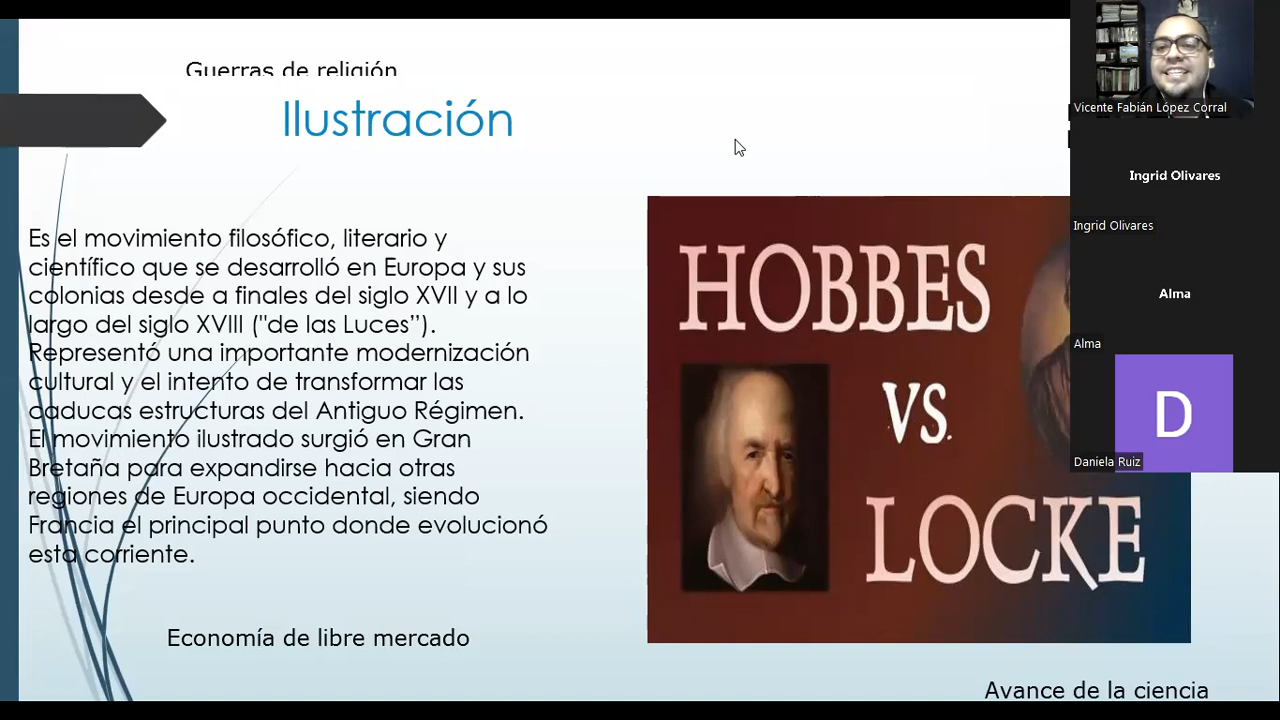 Guerras de religión
Ilustración
Es el movimiento filosófico, literario y
científico que se desarrolló en Europa y sus
colonias desde a finales del siglo XVII y a lo
largo del siglo XVIII ("de las Luces”).
Representó una importante modernización
cultural y el intento de transformar las
caducas estructuras del Antiguo Régimen.
El movimiento ilustrado surgió en Gran
Bretaña para expandirse hacia otras
regiones de Europa occidental, siendo
Francia el principal punto donde evolucionó
esta corriente.
Economía de libre mercado
HOBBES
VS.
LOCKE
Avance de la ciencia
Vicente Fabián López Corral
Ingrid Olivares
Ingrid Olivares
Alma
Alma
D
Daniela Ruiz